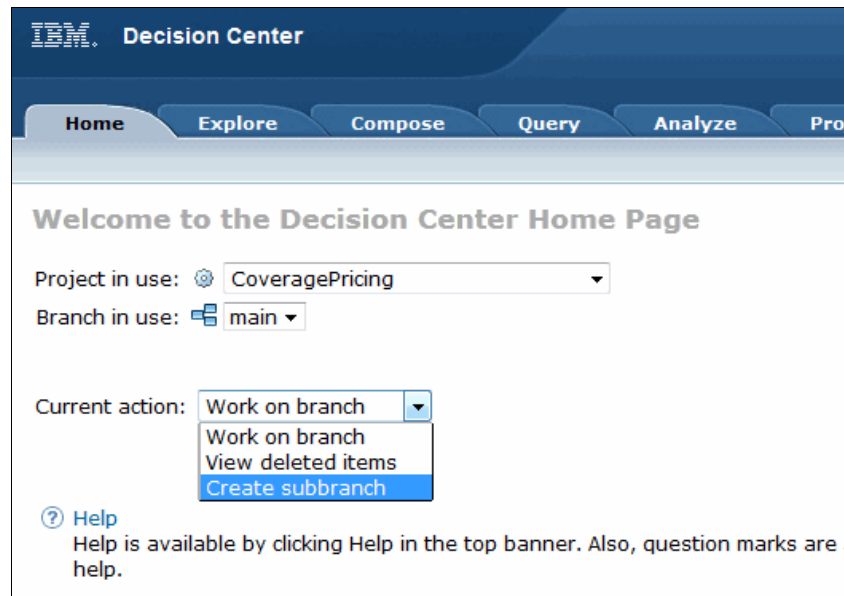 IBM. Decision Center
Home Explore Compose Query Analyze Pro
Welcome to the Decision Center Home Page
Project in use: CoveragePricing
Branch in use: main
Current action: Work on branch
Work on branch
View deleted items
Create subbranch
? Help
Help is available by clicking Help in the top banner. Also, question marks are
help.